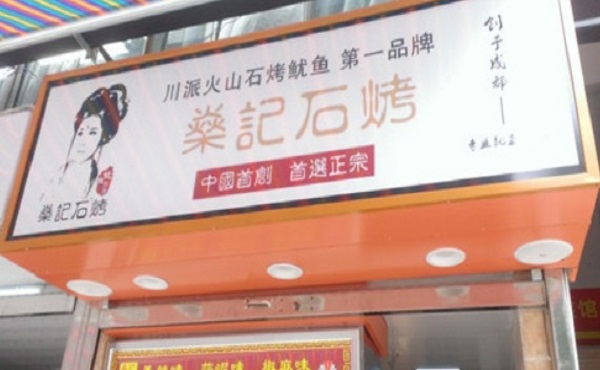 川派火山石烤鱿鱼 第一品牌
燊記石烤
中國首創 首選正宗
燊記石烤
創于成都